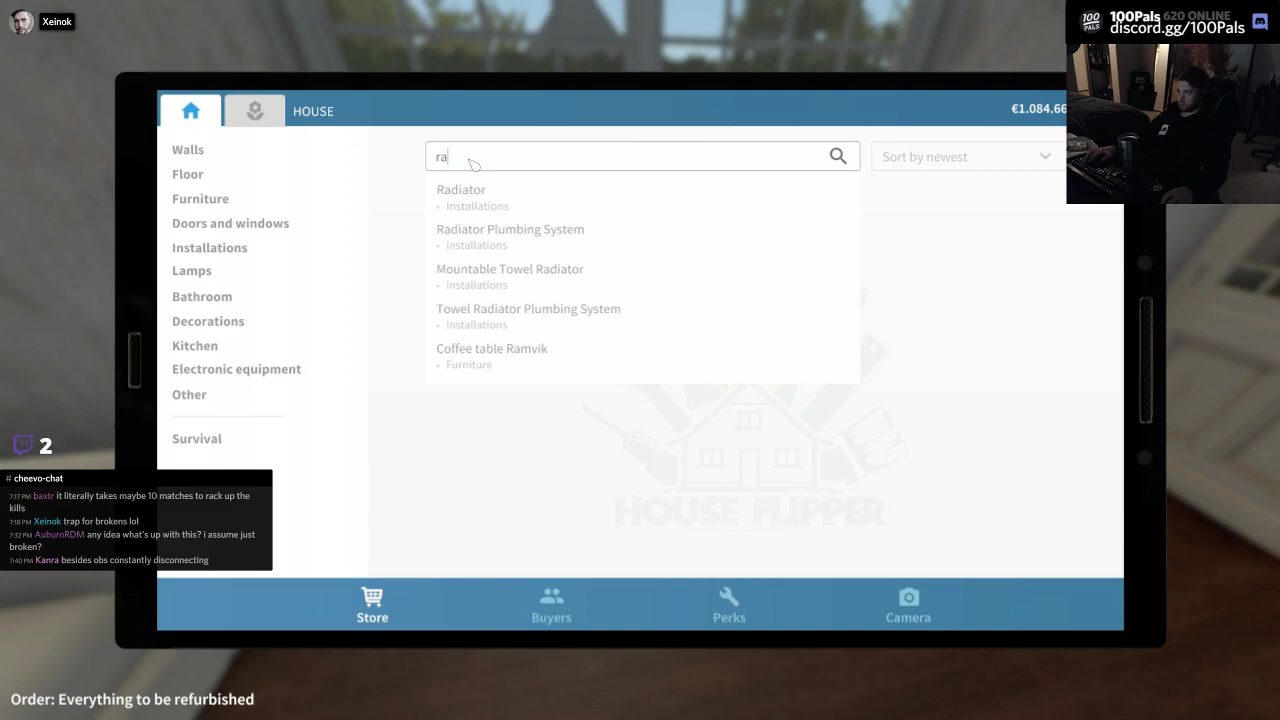 Xeinok
100
PALS
100Pals 620 ONLINE
discord.gg/100Pals
HOUSE
€1.084.66
Walls
Floor
Furniture
Doors and windows
Installations
Lamps
Bathroom
Decorations
Kitchen
Electronic equipment
Other
Survival
ra
Sort by newest
Radiator
• Installations
Radiator Plumbing System
• Installations
Mountable Towel Radiator
• Installations
Towel Radiator Plumbing System
• Installations
Coffee table Ramvik
• Furniture
HOUSE FLIPPER
2
# cheevo-chat
7:17 PM baxtr it literally takes maybe 10 matches to rack up the
kills
7:18 PM Xeinok trap for brokens lol
7:32 PM AuburnRDM any idea what's up with this? i assume just
broken?
7:40 PM Kanra besides obs constantly disconnecting
Store
Buyers
Perks
Camera
Order: Everything to be refurbished